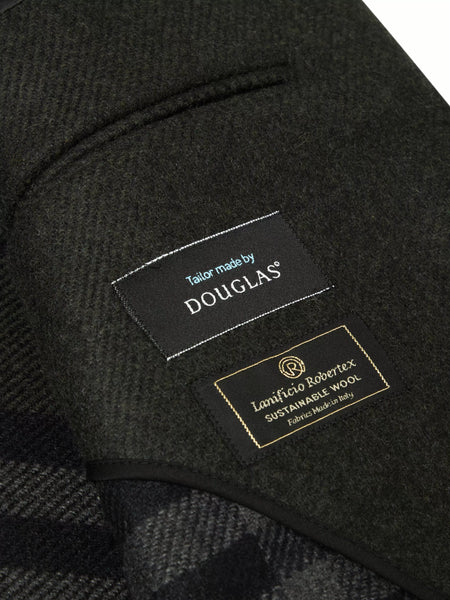 Tailor made by
DOUGLAS°
R
Lanificio Robertex
SUSTAINABLE WOOL
Fabrics Made in Italy